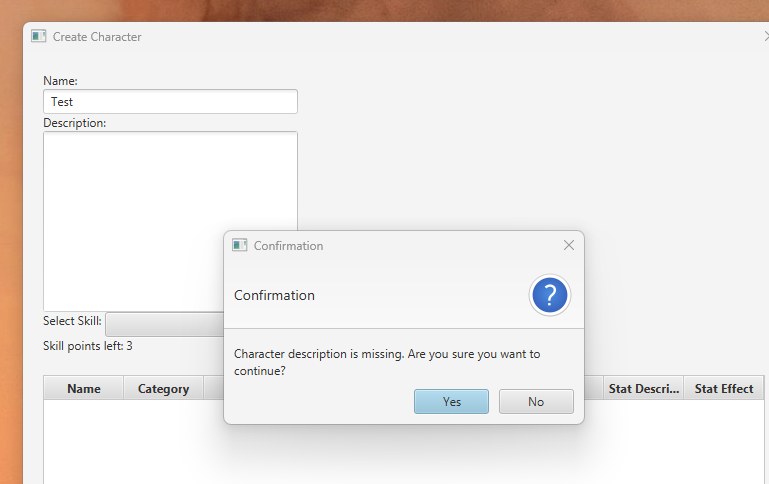 Create Character
Name:
Test
Description:
Confirmation
Confirmation
?
Select Skill:
Skill points left: 3
Character description is missing. Are you sure you want to
continue?
Yes No
Name Category Stat Descri... Stat Effect